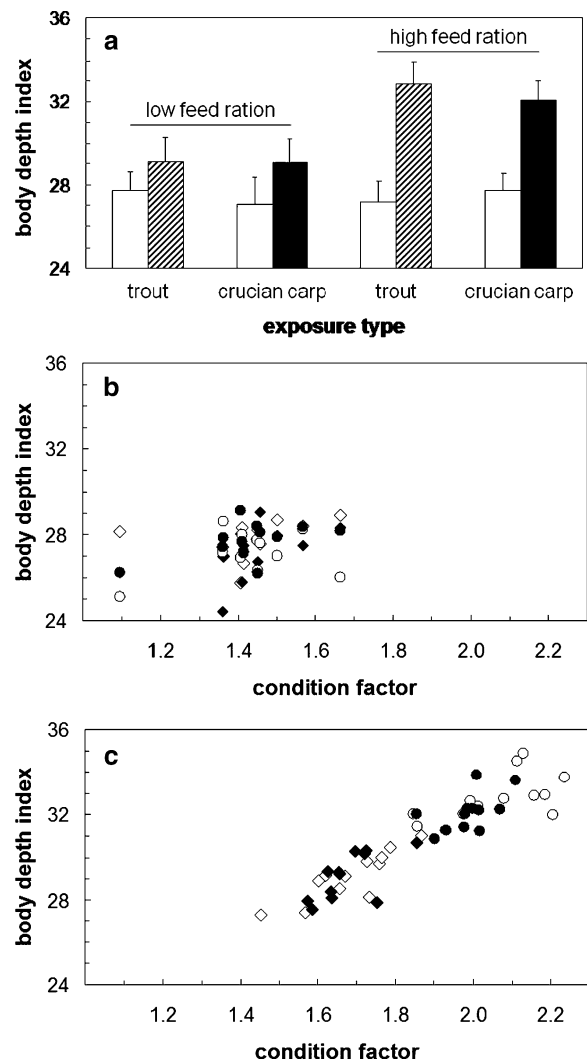 a
36
32
28
24
body depth index
low feed ration
high feed ration
trout
crucian carp
trout
crucian carp
exposure type
b
36
32
28
24
body depth index
1.2
1.4
1.6
1.8
2.0
2.2
condition factor
c
36
32
28
24
body depth index
1.2
1.4
1.6
1.8
2.0
2.2
condition factor